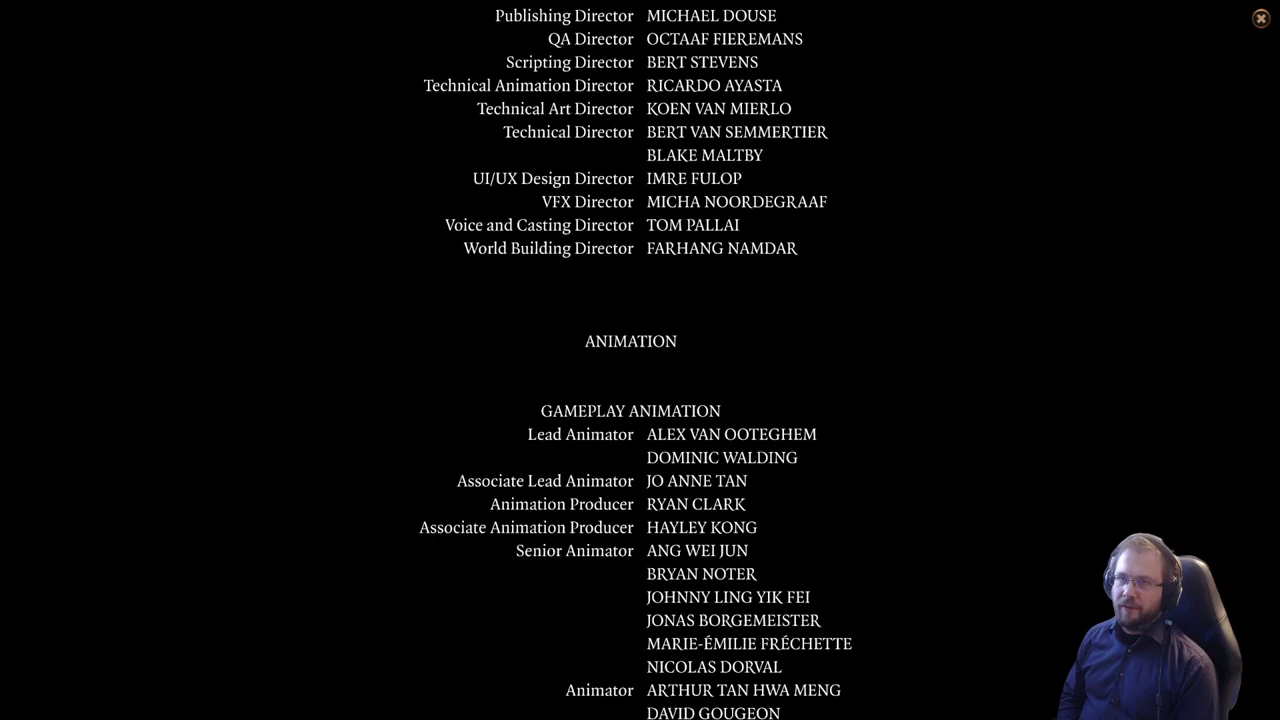 Publishing Director MICHAEL DOUSE
QA Director OCTAAF FIEREMANS
Scripting Director BERT STEVENS
Technical Animation Director RICARDO AYASTA
Technical Art Director KOEN VAN MIERLO
Technical Director BERT VAN SEMMERTIER
BLAKE MALTBY
UI/UX Design Director IMRE FULOP
VFX Director MICHA NOORDEGRAAF
Voice and Casting Director TOM PALLAI
World Building Director FARHANG NAMDAR
ANIMATION
GAMEPLAY ANIMATION
Lead Animator ALEX VAN OOTEGHEM
DOMINIC WALDING
Associate Lead Animator JO ANNE TAN
Animation Producer RYAN CLARK
Associate Animation Producer HAYLEY KONG
Senior Animator ANG WEI JUN
BRYAN NOTER
JOHNNY LING YIK FEI
JONAS BORGEMEISTER
MARIE-ÉMILIE FRÉCHETTE
NICOLAS DORVAL
Animator ARTHUR TAN HWA MENG
DAVID GOUGEON